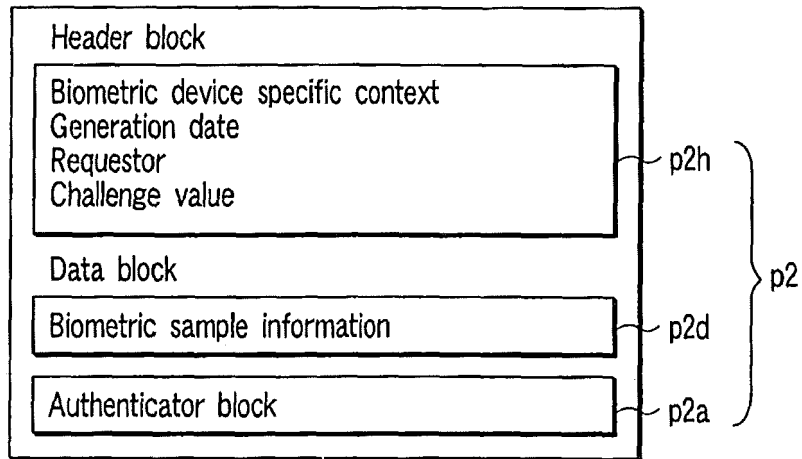 Header block
Biometric device specific context
Generation date
Requestor
Challenge value
p2h
Data block
p2
Biometric sample information
p2d
Authenticator block
p2a